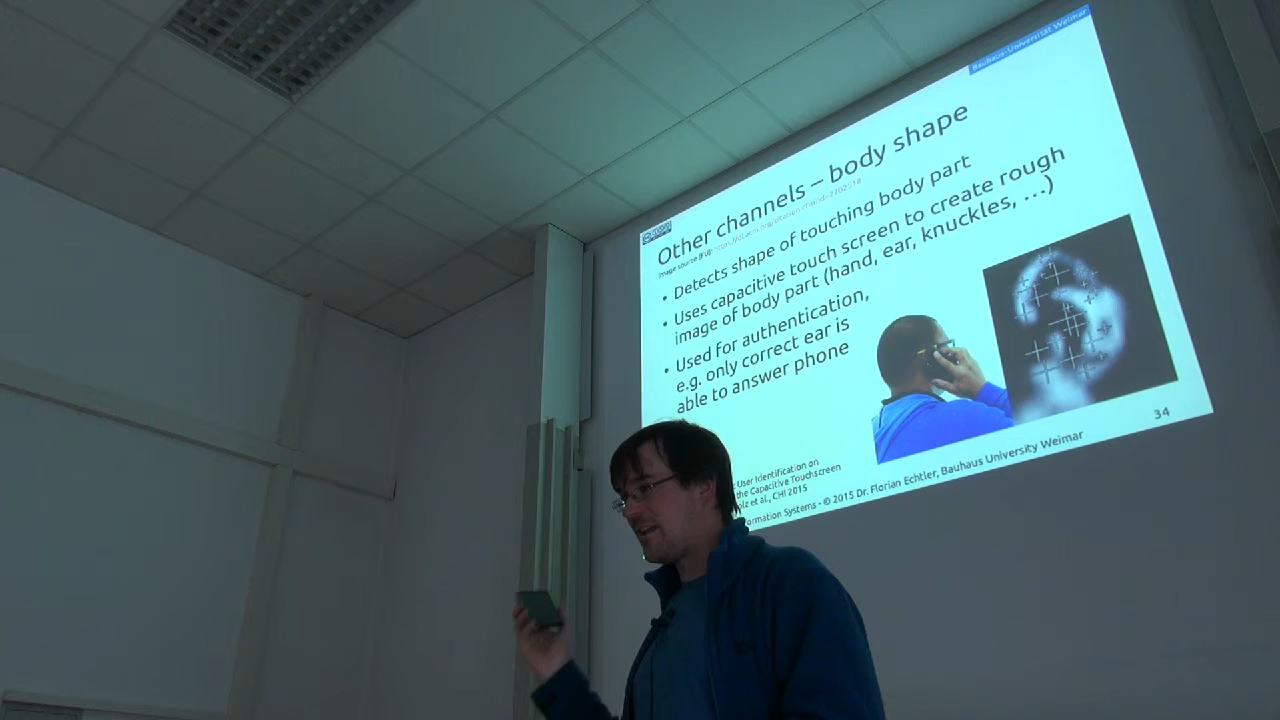 Bauhaus-Universität Weimar
Other channels – body shape
Image source (FU):
• Detects shape of touching body part
• Uses capacitive touch screen to create rough
image of body part (hand, ear, knuckles, …)
• Used for authentication,
e.g. only correct ear is
able to answer phone
User Identification on
the Capacitive Touchscreen
et al., CHI 2015
34
Systems - © 2015 Dr. Florian Echtler, Bauhaus University Weimar